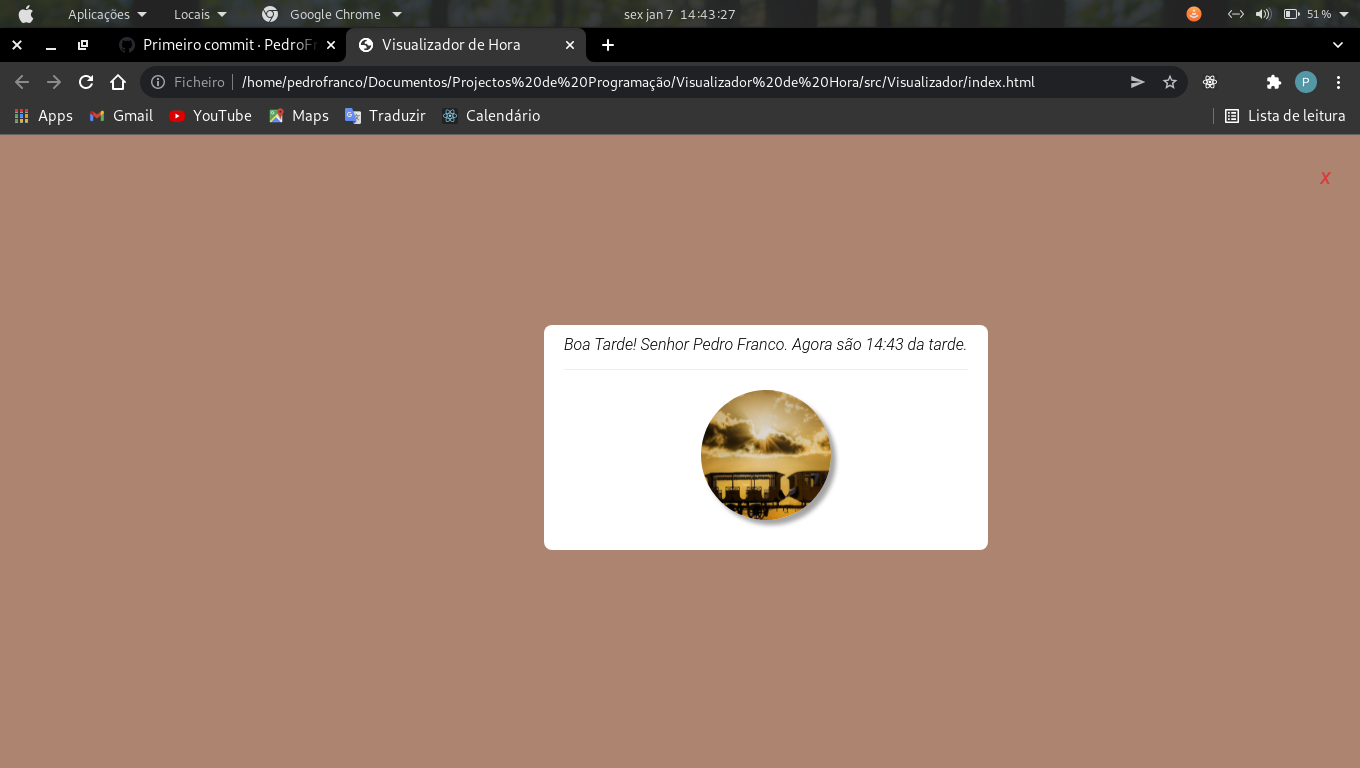 Aplicações Locais Google Chrome sex jan 7 14:43:27 51 %
Primeiro commit · PedroFr Visualizador de Hora
Ficheiro /home/pedrofranco/Documentos/Projectos%20de%20Programação/Visualizador%20de%20Hora/src/Visualizador/index.html P
Apps Gmail YouTube Maps Traduzir Calendário Lista de leitura
X
Boa Tarde! Senhor Pedro Franco. Agora são 14:43 da tarde.